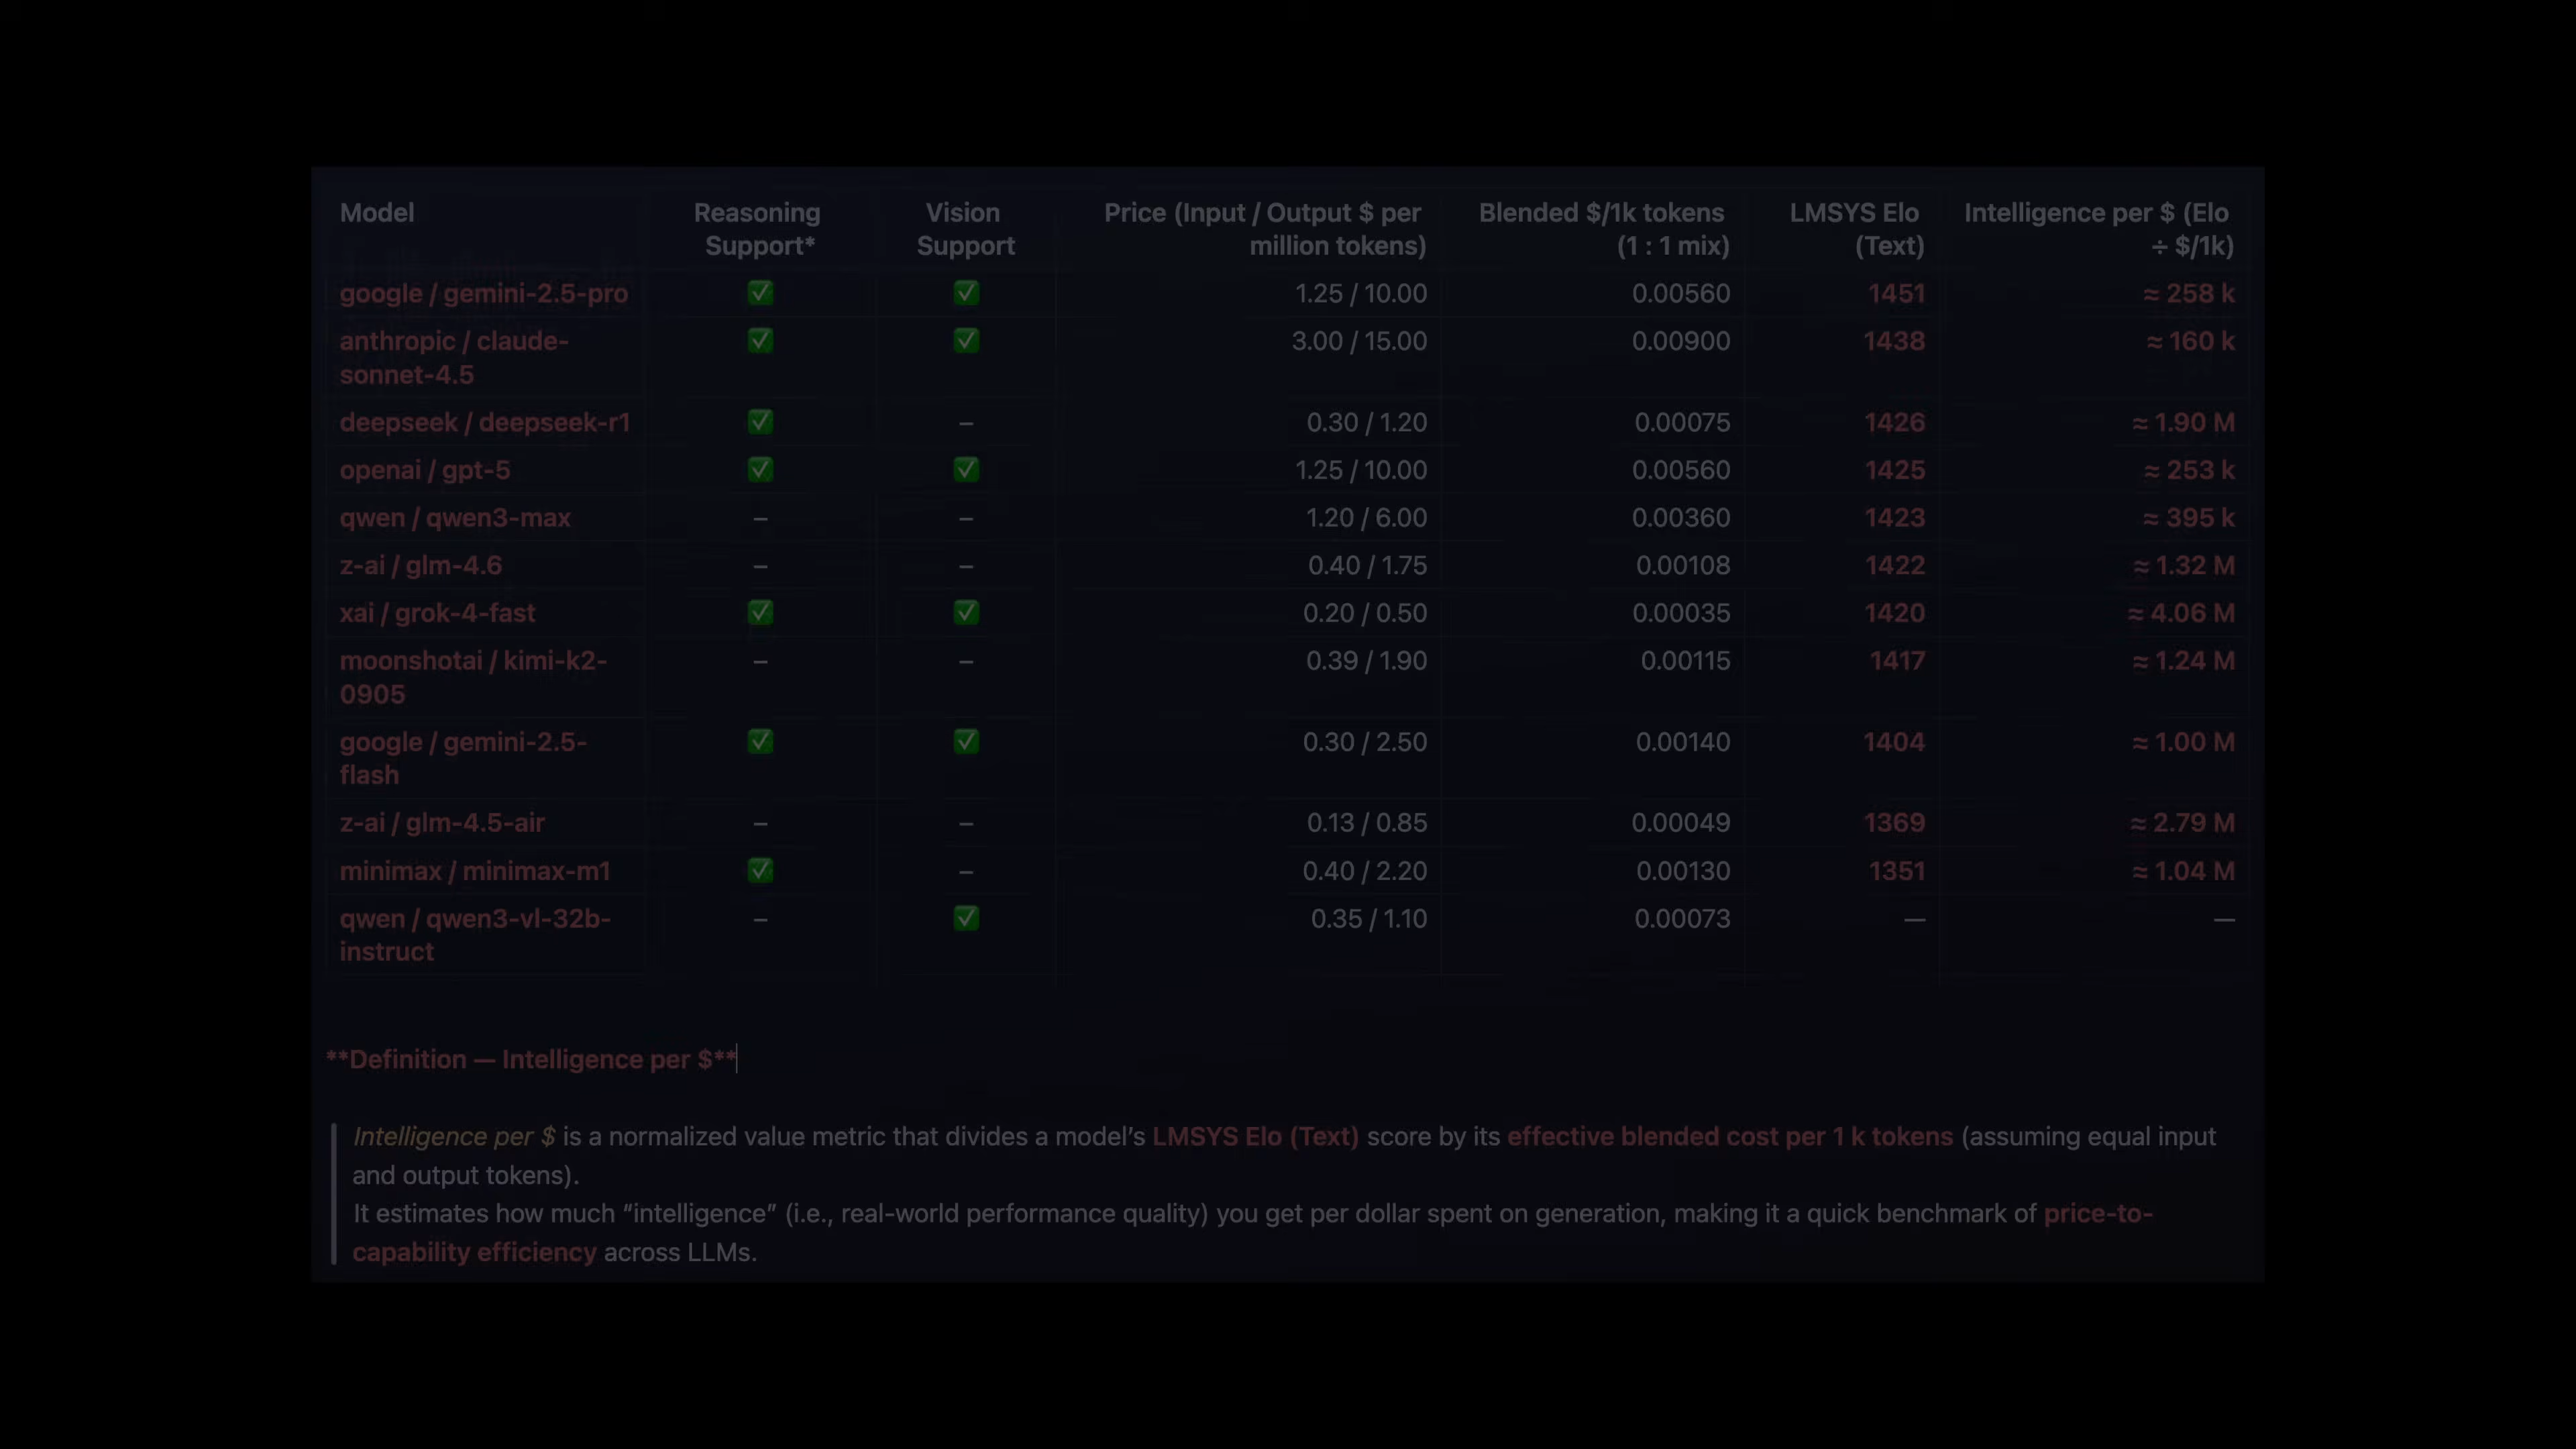 Model Reasoning Support* Vision Support Price (Input / Output $ per million tokens) Blended $/1k tokens (1 : 1 mix) LMSYS Elo (Text) Intelligence per $ (Elo ÷ $/1k)
google / gemini-2.5-pro ✅ ✅ 1.25 / 10.00 0.00560 1451 ≈ 258 k
anthropic / claude-sonnet-4.5 ✅ ✅ 3.00 / 15.00 0.00900 1438 ≈ 160 k
deepseek / deepseek-r1 ✅ – 0.30 / 1.20 0.00075 1426 ≈ 1.90 M
openai / gpt-5 ✅ ✅ 1.25 / 10.00 0.00560 1425 ≈ 253 k
qwen / qwen3-max – – 1.20 / 6.00 0.00360 1423 ≈ 395 k
z-ai / glm-4.6 – – 0.40 / 1.75 0.00108 1422 ≈ 1.32 M
xai / grok-4-fast ✅ ✅ 0.20 / 0.50 0.00035 1420 ≈ 4.06 M
moonshotai / kimi-k2-0905 – – 0.39 / 1.90 0.00115 1417 ≈ 1.24 M
google / gemini-2.5-flash ✅ ✅ 0.30 / 2.50 0.00140 1404 ≈ 1.00 M
z-ai / glm-4.5-air – – 0.13 / 0.85 0.00049 1369 ≈ 2.79 M
minimax / minimax-m1 ✅ – 0.40 / 2.20 0.00130 1351 ≈ 1.04 M
qwen / qwen3-vl-32b-instruct – ✅ 0.35 / 1.10 0.00073 — —
**Definition — Intelligence per $**
Intelligence per $ is a normalized value metric that divides a model’s LMSYS Elo (Text) score by its effective blended cost per 1 k tokens (assuming equal input
and output tokens).
It estimates how much “intelligence” (i.e., real-world performance quality) you get per dollar spent on generation, making it a quick benchmark of price-to-
capability efficiency across LLMs.